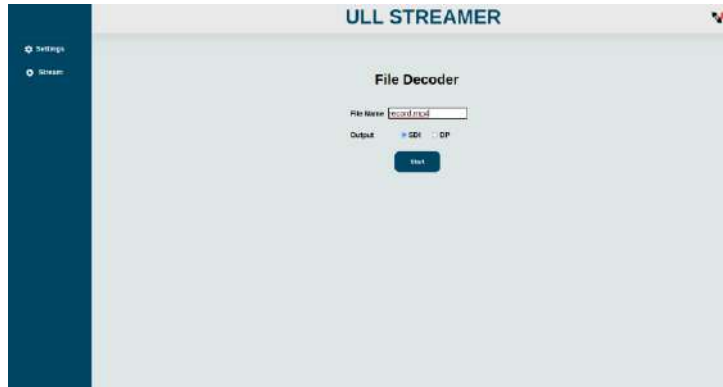 ULL STREAMER
Settings
Stream
File Decoder
File Name record.mp4
Output SDI DP
Start